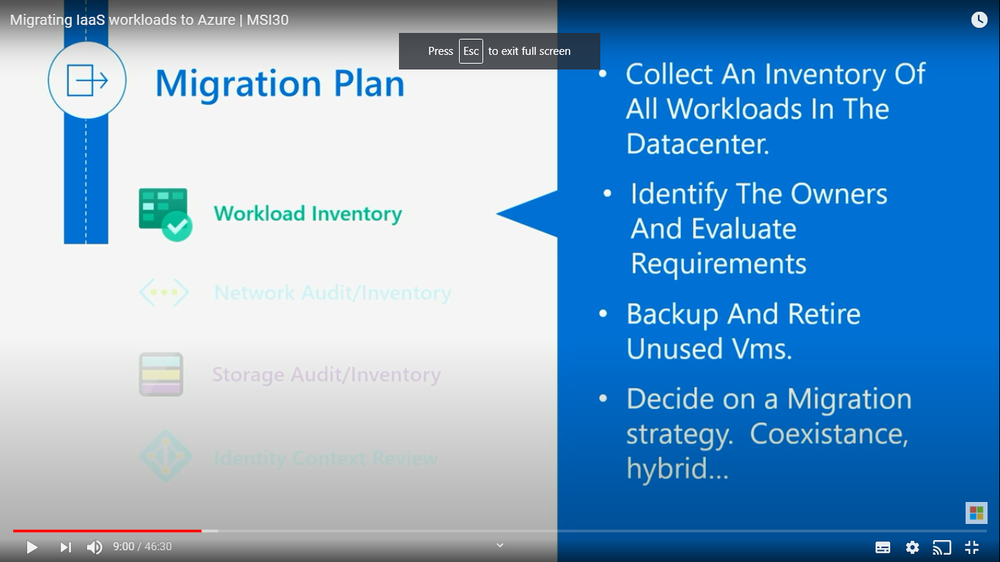 Migrating IaaS workloads to Azure | MSI30
Press Esc to exit full screen
Migration Plan
Workload Inventory
Network Audit/Inventory
Storage Audit/Inventory
Identity Context Review
• Collect An Inventory Of
All Workloads In The
Datacenter.
• Identify The Owners
And Evaluate
Requirements
• Backup And Retire
Unused Vms.
• Decide on a Migration
strategy. Coexistance,
hybrid...
9:00 / 46:30